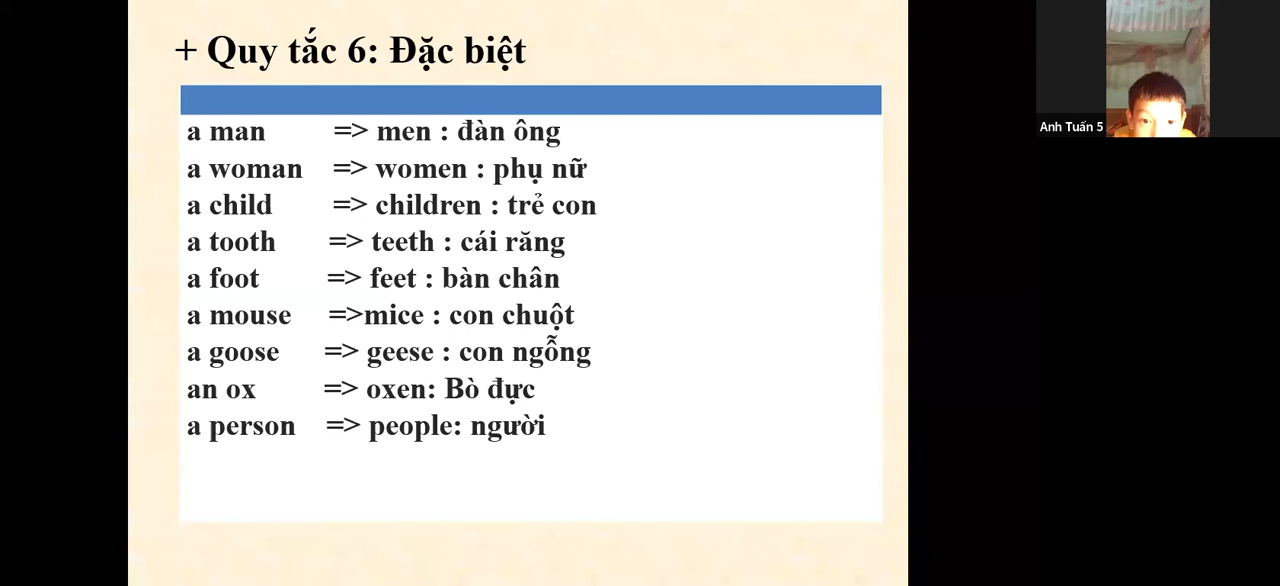 + Quy tắc 6: Đặc biệt
a man => men : đàn ông
a woman => women : phụ nữ
a child => children : trẻ con
a tooth => teeth : cái răng
a foot => feet : bàn chân
a mouse =>mice : con chuột
a goose => geese : con ngỗng
an ox => oxen: Bò đực
a person => people: người
Anh Tuấn 5